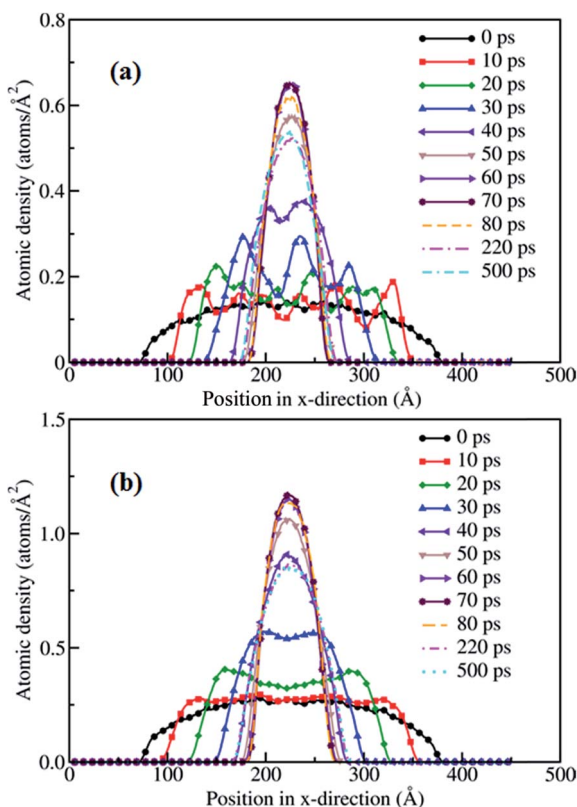 (a)
Atomic density (atoms/Å²)
0.8
0.6
0.4
0.2
0
0 ps
10 ps
20 ps
30 ps
40 ps
50 ps
60 ps
70 ps
80 ps
220 ps
500 ps
0 100 200 300 400 500
Position in x-direction (Å)
(b)
Atomic density (atoms/Å²)
1.5
1.0
0.5
0.0
0 ps
10 ps
20 ps
30 ps
40 ps
50 ps
60 ps
70 ps
80 ps
220 ps
500 ps
0 100 200 300 400 500
Position in x-direction (Å)